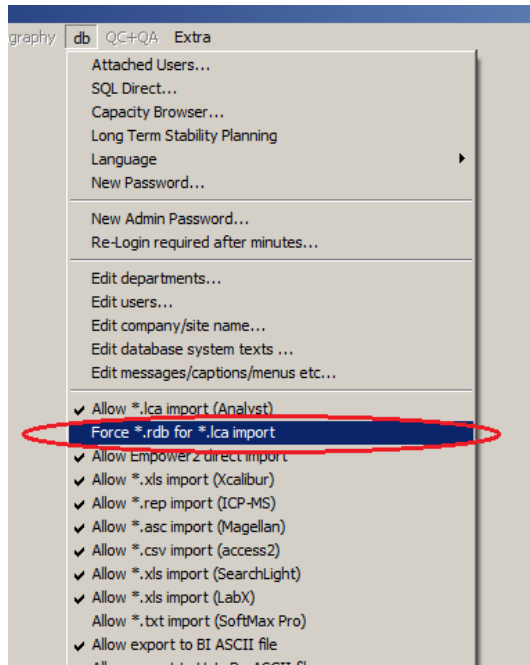 graphy db QC+QA Extra
Attached Users...
SQL Direct...
Capacity Browser...
Long Term Stability Planning
Language
New Password...
New Admin Password...
Re-Login required after minutes...
Edit departments...
Edit users...
Edit company/site name...
Edit database system texts ...
Edit messages/captions/menus etc...
Allow *.lca import (Analyst)
Force *.rdb for *.lca import
Allow Empower2 direct import
Allow *.xls import (Xcalibur)
Allow *.rep import (ICP-MS)
Allow *.asc import (Magellan)
Allow *.csv import (access2)
Allow *.xls import (SearchLight)
Allow *.xls import (LabX)
Allow *.txt import (SoftMax Pro)
Allow export to BI ASCII file